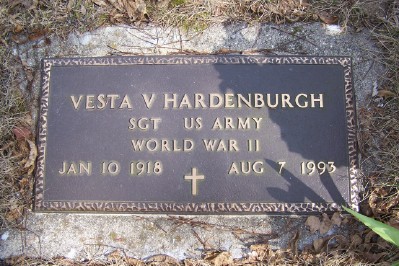 VESTA V HARDENBURGH
SGT US ARMY
WORLD WAR II
JAN 10 1918 AUG 7 1993